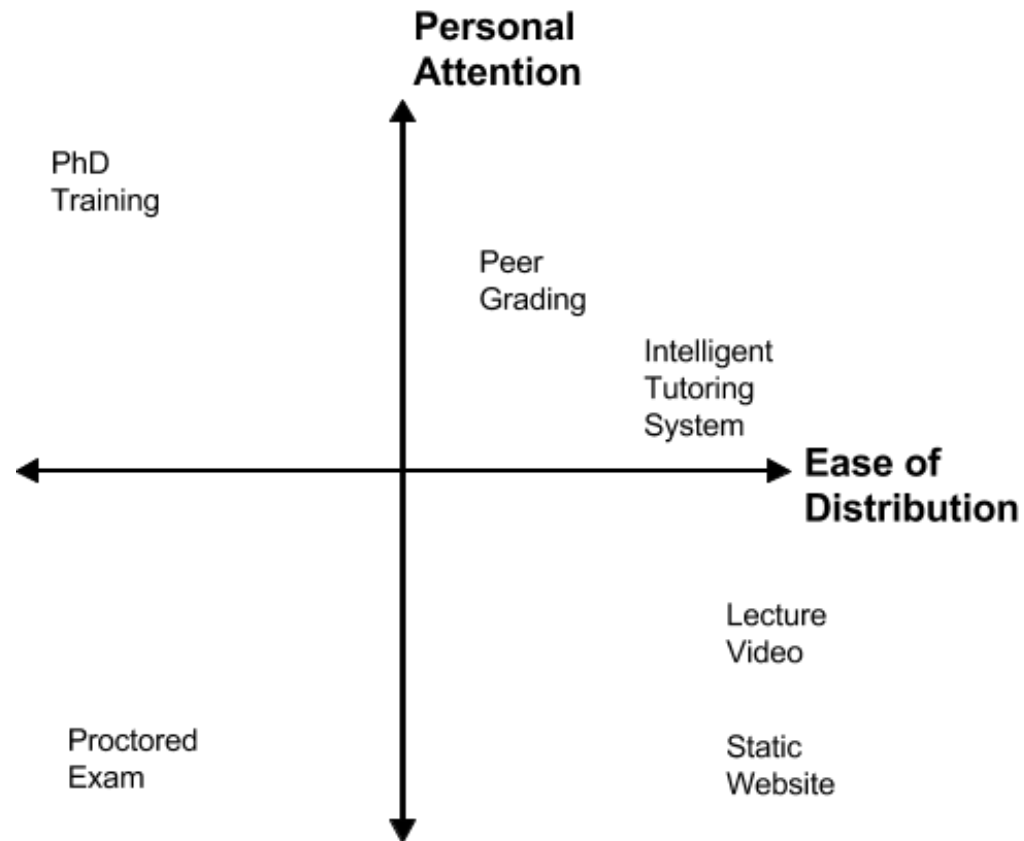 Personal
Attention
PhD
Training
Peer
Grading
Intelligent
Tutoring
System
Ease of
Distribution
Lecture
Video
Proctored
Exam
Static
Website